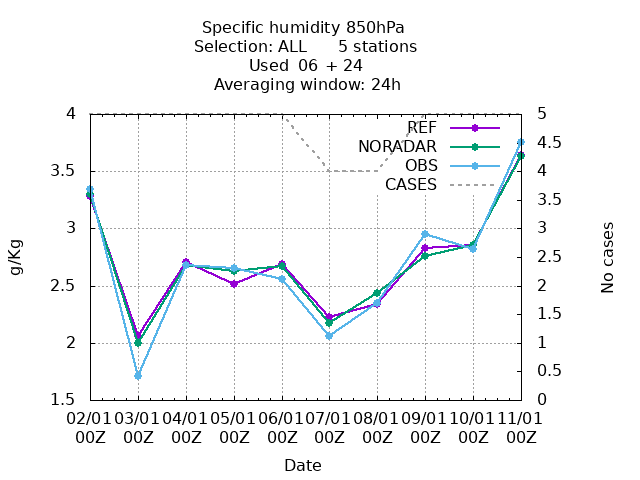 Specific humidity 850hPa
Selection: ALL      5 stations
Used  06 + 24
Averaging window: 24h
4
3.5
3
2.5
2
1.5
g/Kg
REF
NORADAR
OBS
CASES
5
4.5
4
3.5
3
2.5
2
1.5
1
0.5
0
No cases
02/01 03/01 04/01 05/01 06/01 07/01 08/01 09/01 10/01 11/01
00Z 00Z 00Z 00Z 00Z 00Z 00Z 00Z 00Z 00Z
Date